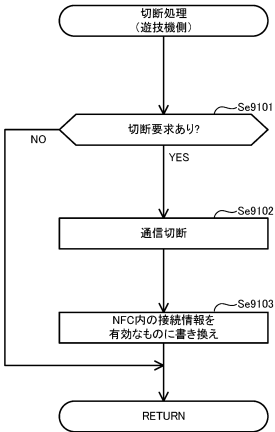 切断処理
(遊技機側)
Se9101
切断要求あり?
NO
YES
Se9102
通信切断
Se9103
NFC内の接続情報を
有効なものに書き換え
RETURN